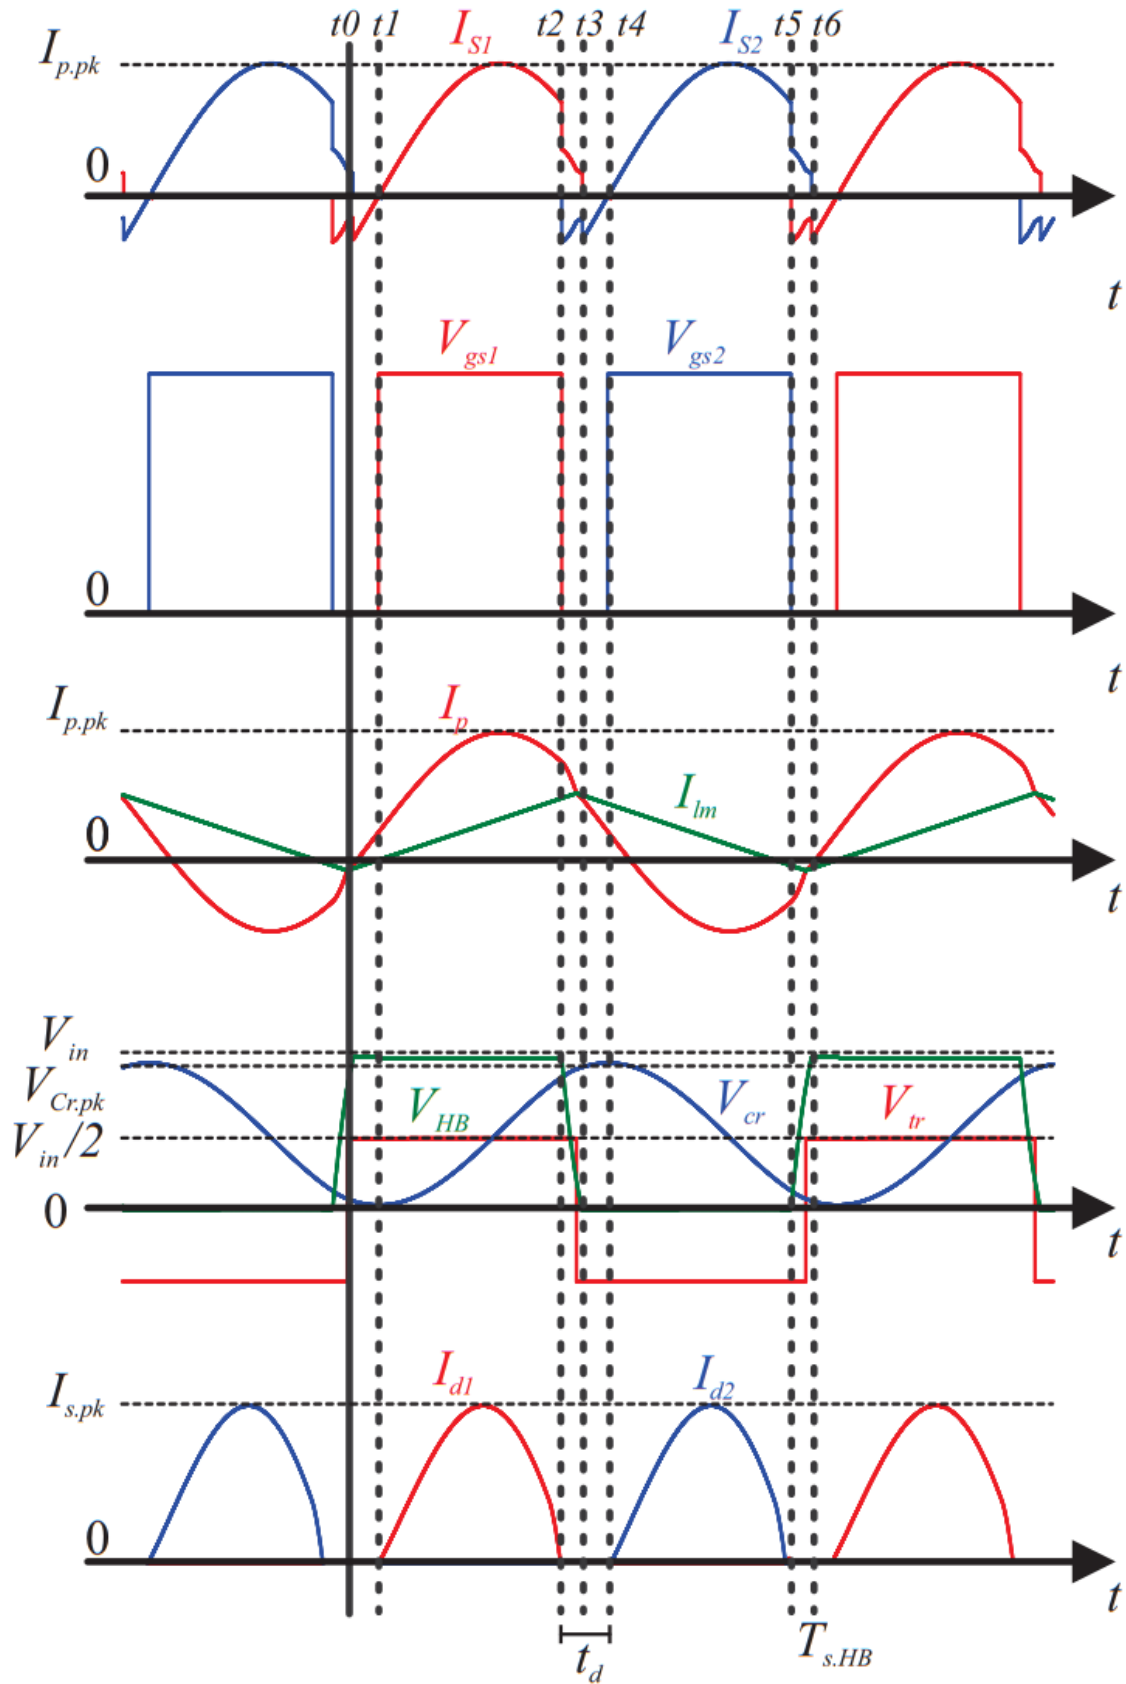 t0 t1 I_S1 t2 t3 t4 I_S2 t5 t6
I_p.pk
0
t
V_gs1 V_gs2
0
t
I_p.pk I_p
I_lm
0
t
V_in
V_Cr.pk V_HB V_cr V_tr
V_in/2
0
t
I_d1 I_d2
I_s.pk
0
t
t_d T_s.HB